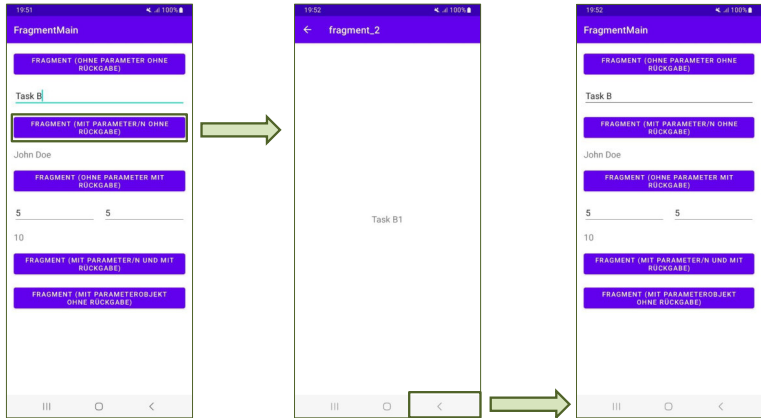 19:51 100%
FragmentMain
FRAGMENT (OHNE PARAMETER OHNE
RÜCKGABE)
Task B
FRAGMENT (MIT PARAMETER/N OHNE
RÜCKGABE)
John Doe
FRAGMENT (OHNE PARAMETER MIT
RÜCKGABE)
5 5
10
FRAGMENT (MIT PARAMETER/N UND MIT
RÜCKGABE)
FRAGMENT (MIT PARAMETEROBJEKT
OHNE RÜCKGABE)
19:52 100%
fragment_2
Task B1
19:52 100%
FragmentMain
FRAGMENT (OHNE PARAMETER OHNE
RÜCKGABE)
Task B
FRAGMENT (MIT PARAMETER/N OHNE
RÜCKGABE)
John Doe
FRAGMENT (OHNE PARAMETER MIT
RÜCKGABE)
5 5
10
FRAGMENT (MIT PARAMETER/N UND MIT
RÜCKGABE)
FRAGMENT (MIT PARAMETEROBJEKT
OHNE RÜCKGABE)